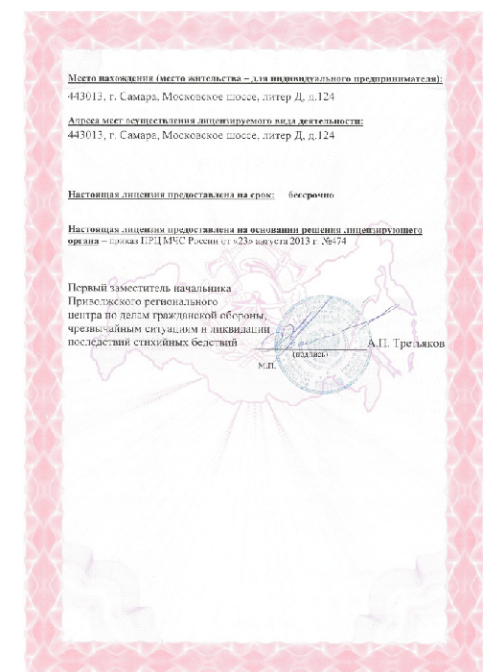 Место нахождения (место жительства – для индивидуального предпринимателя):
443013, г. Самара, Московское шоссе, литер Д, д.124
Адреса мест осуществления лицензируемого вида деятельности:
443013, г. Самара, Московское шоссе, литер Д, д.124
Настоящая лицензия предоставлена на срок: бессрочно
Настоящая лицензия предоставлена на основании решения лицензирующего
органа – приказ ПРЦ МЧС России от «23» августа 2013 г. №474
Первый заместитель начальника
Приволжского регионального
центра по делам гражданской обороны,
чрезвычайным ситуациям и ликвидации
последствий стихийных бедствий А.П. Третьяков
(подпись)
М.П.